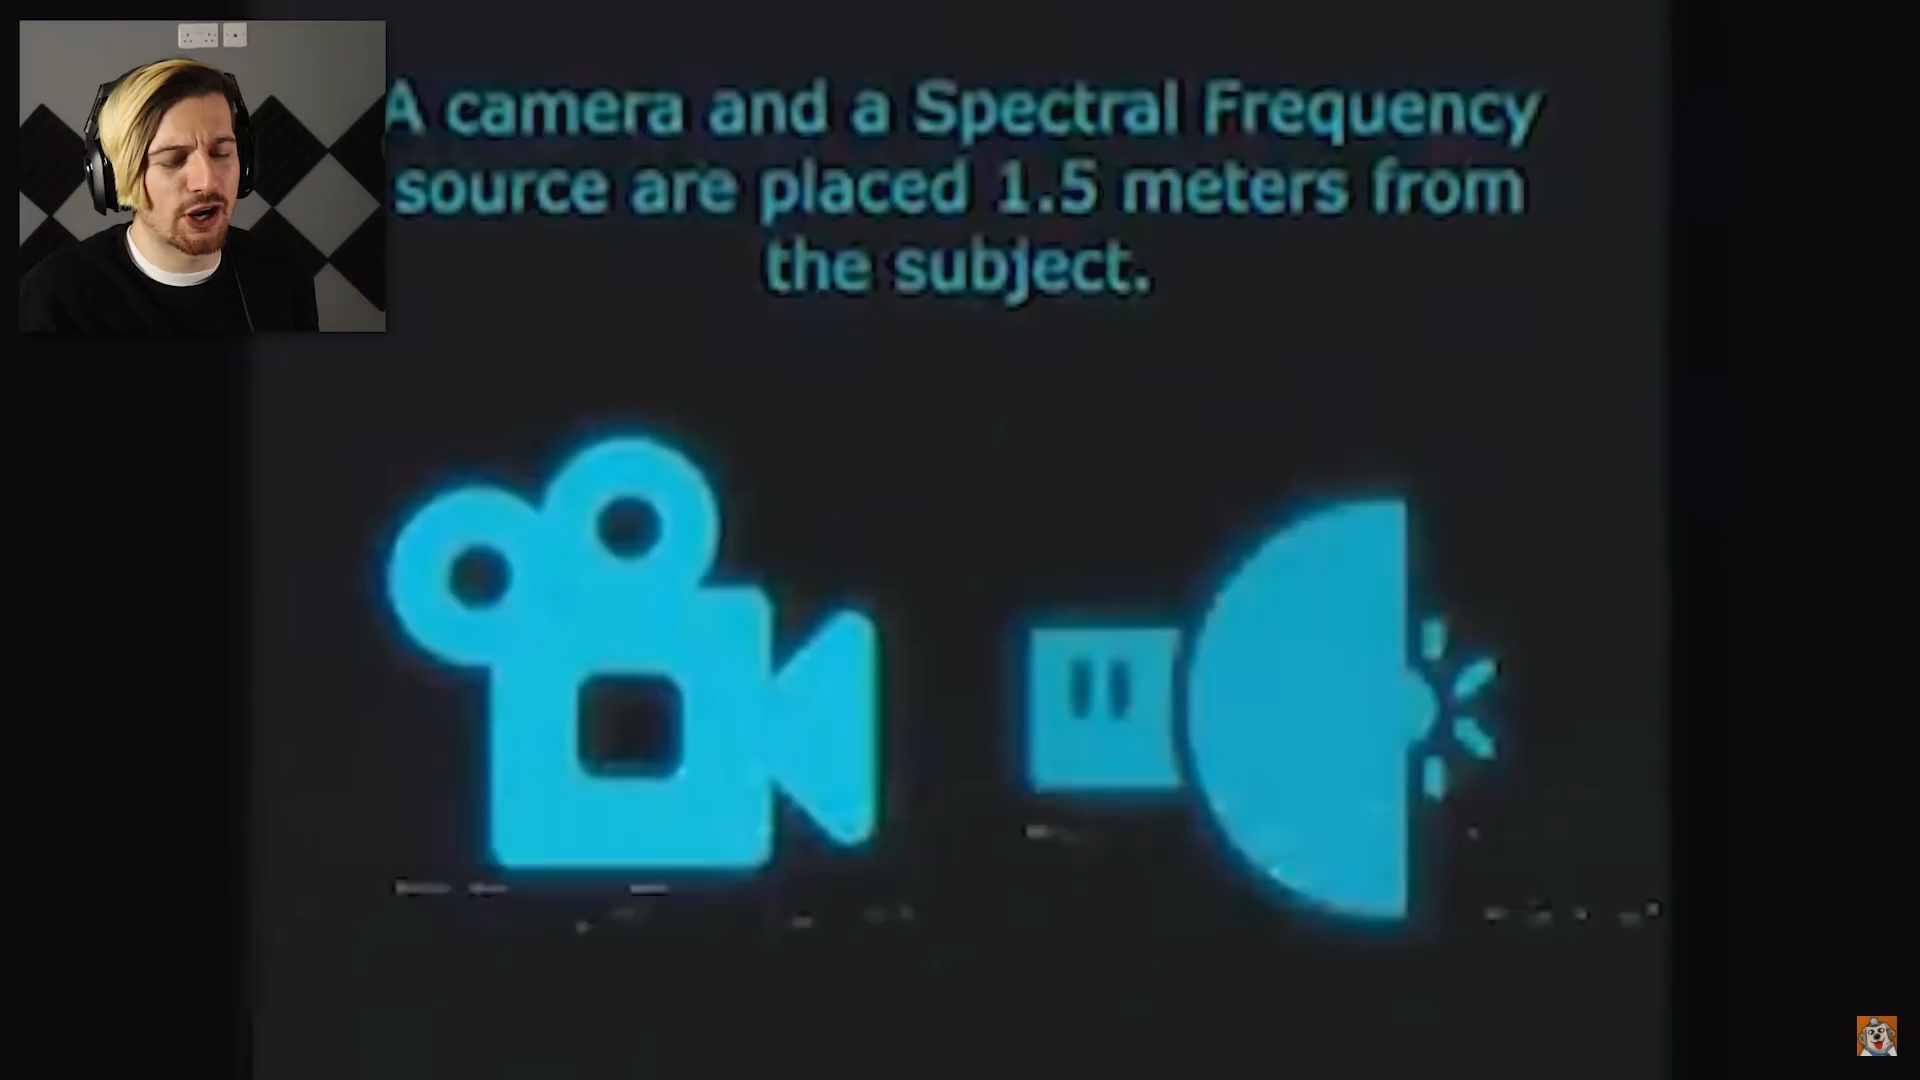 A camera and a Spectral Frequency
source are placed 1.5 meters from
the subject.